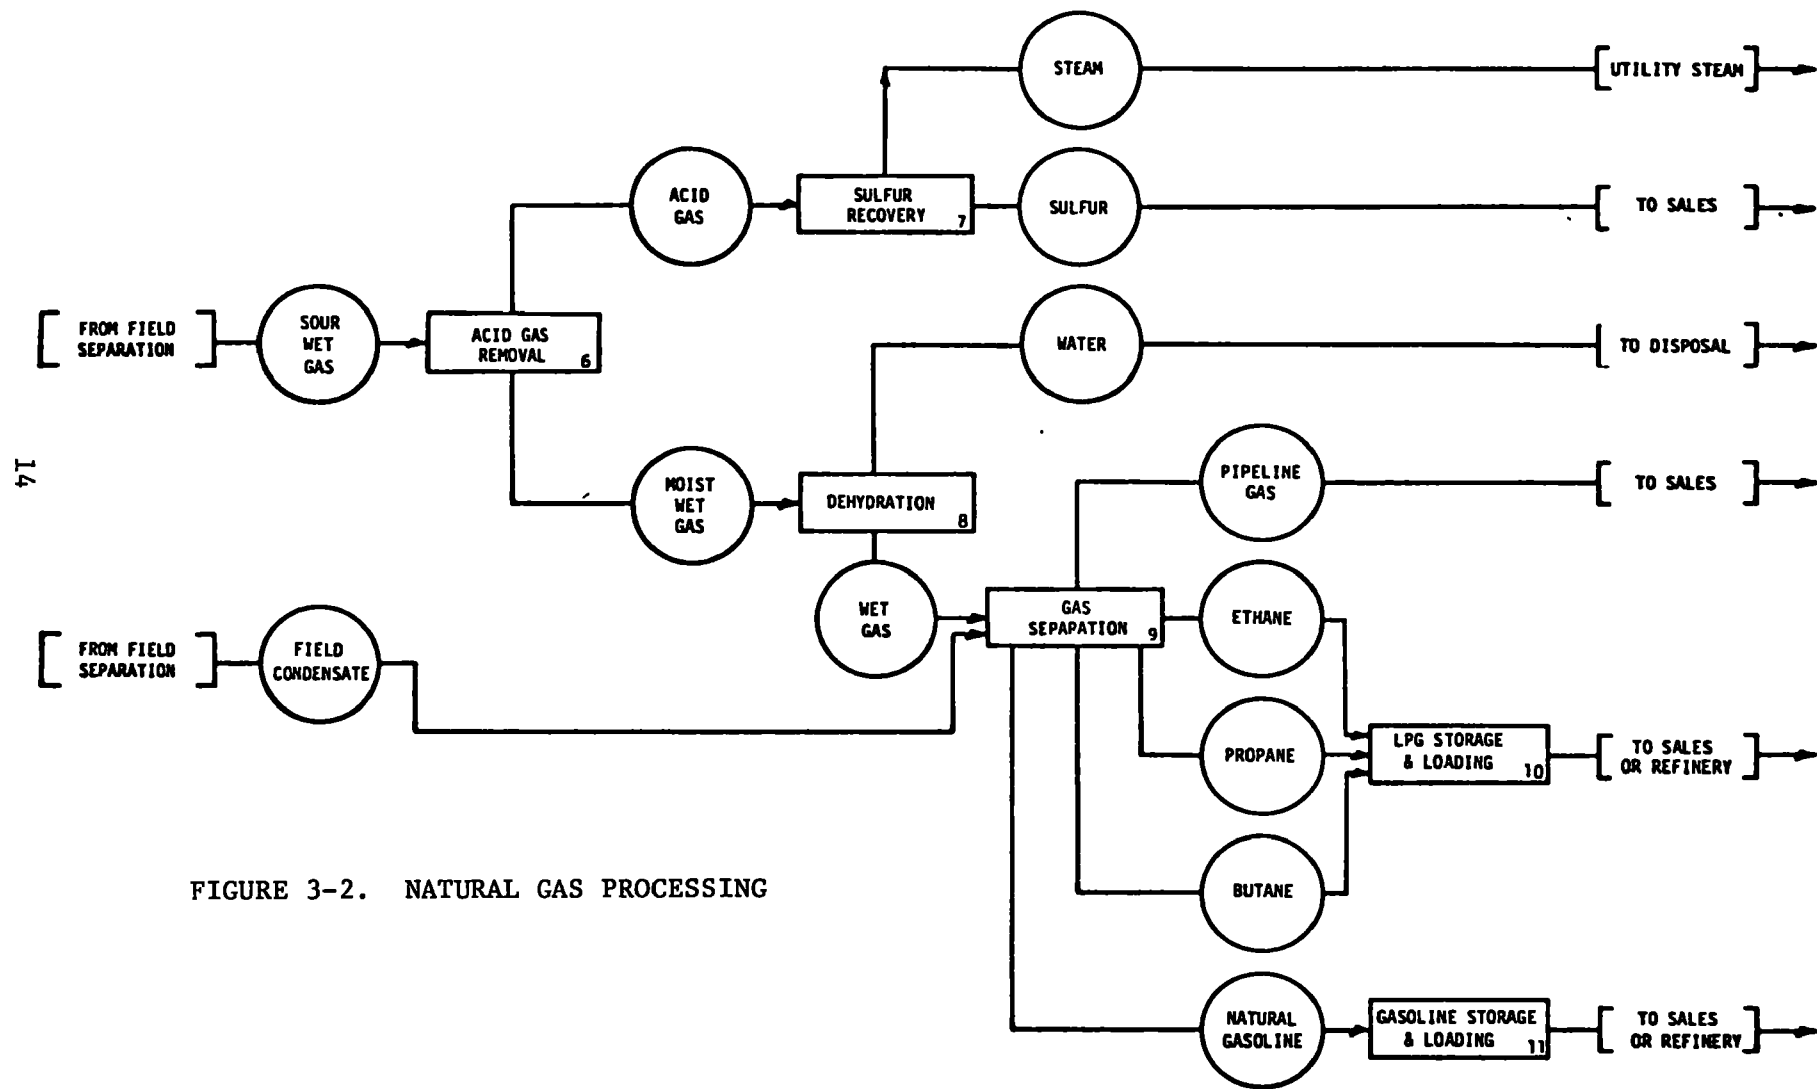 STEAM
[ UTILITY STEAM ]
ACID
GAS
SULFUR
RECOVERY 7
SULFUR
[ TO SALES ]
[ FROM FIELD
SEPARATION ]
SOUR
WET
GAS
ACID GAS
REMOVAL 6
WATER
[ TO DISPOSAL ]
14
MOIST
WET
GAS
DEHYDRATION 8
PIPELINE
GAS
[ TO SALES ]
WET
GAS
GAS
SEPAPATION 9
ETHANE
[ FROM FIELD
SEPARATION ]
FIELD
CONDENSATE
PROPANE
LPG STORAGE
& LOADING 10
[ TO SALES
OR REFINERY ]
BUTANE
FIGURE 3-2. NATURAL GAS PROCESSING
NATURAL
GASOLINE
GASOLINE STORAGE
& LOADING 11
[ TO SALES
OR REFINERY ]